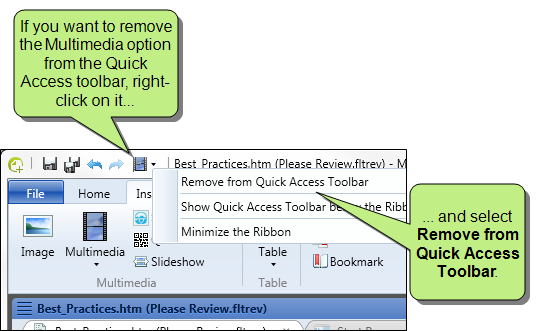 If you want to remove
the Multimedia option
from the Quick
Access toolbar, right-
click on it...
Best_Practices.htm (Please Review.fltrev) - M
File
Home
Ins
Remove from Quick Access Toolbar
Show Quick Access Toolbar below the Ribb
Minimize the Ribbon
... and select
Remove from
Quick Access
Toolbar.
Image
Multimedia
Slideshow
Table
Bookmark
Multimedia
Table
Best_Practices.htm (Please Review.fltrev)